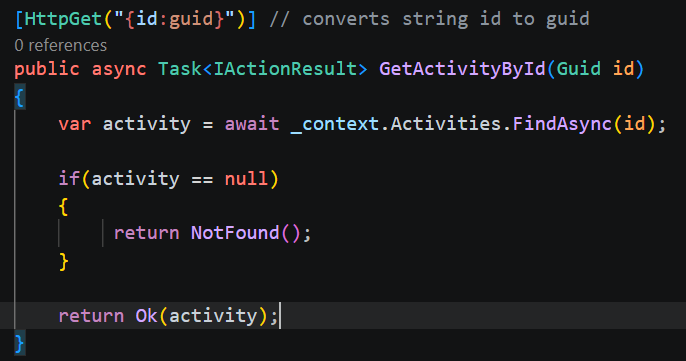 [HttpGet("{id:guid}")] // converts string id to guid
0 references
public async Task<IActionResult> GetActivityById(Guid id)
{
    var activity = await _context.Activities.FindAsync(id);
    if(activity == null)
    {
        return NotFound();
    }
    return Ok(activity);
}